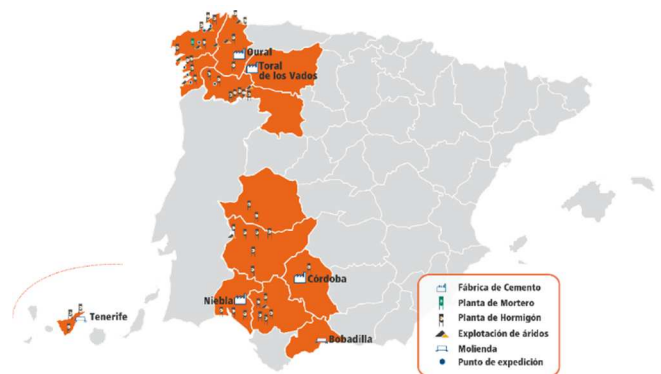 Oural
Toral
de los Vados
Córdoba
Niebla
Bobadilla
Tenerife
Fábrica de Cemento
Planta de Mortero
Planta de Hormigón
Explotación de áridos
Molienda
Punto de expedición